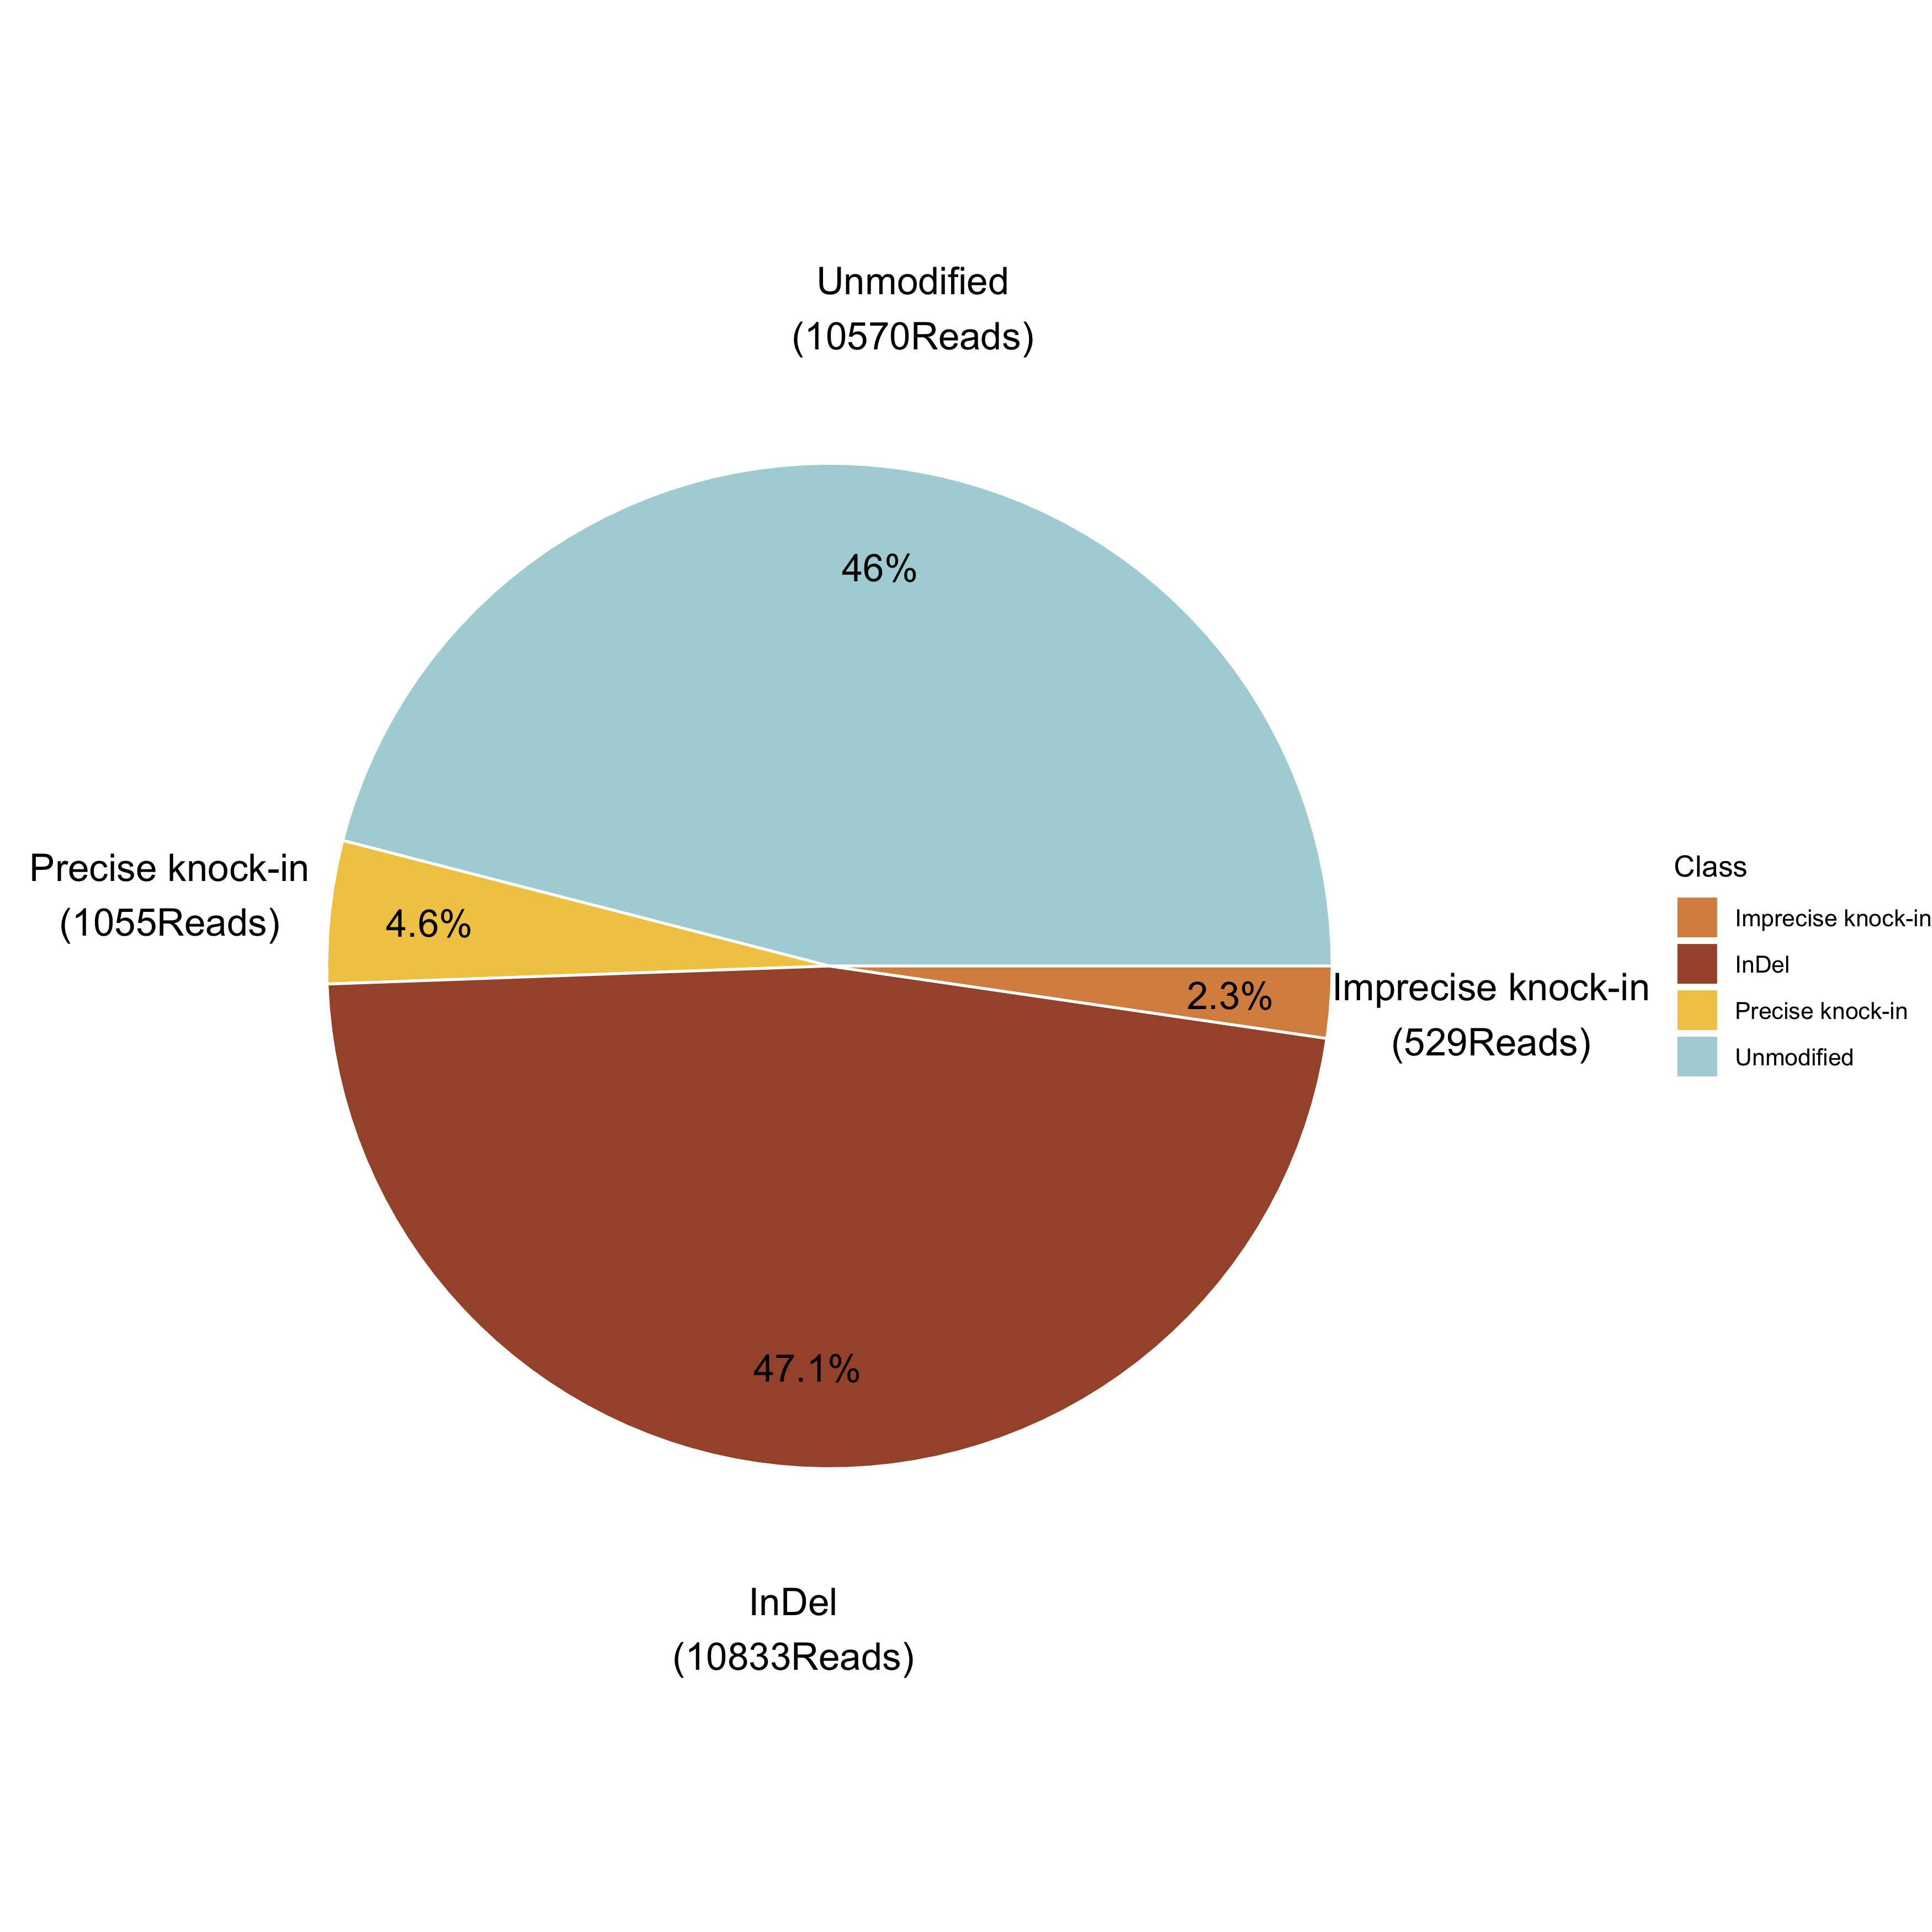 Unmodified
(10570Reads)
46%
Precise knock-in
(1055Reads)
4.6%
2.3%
Imprecise knock-in
(529Reads)
47.1%
InDel
(10833Reads)
Class
Imprecise knock-in
InDel
Precise knock-in
Unmodified